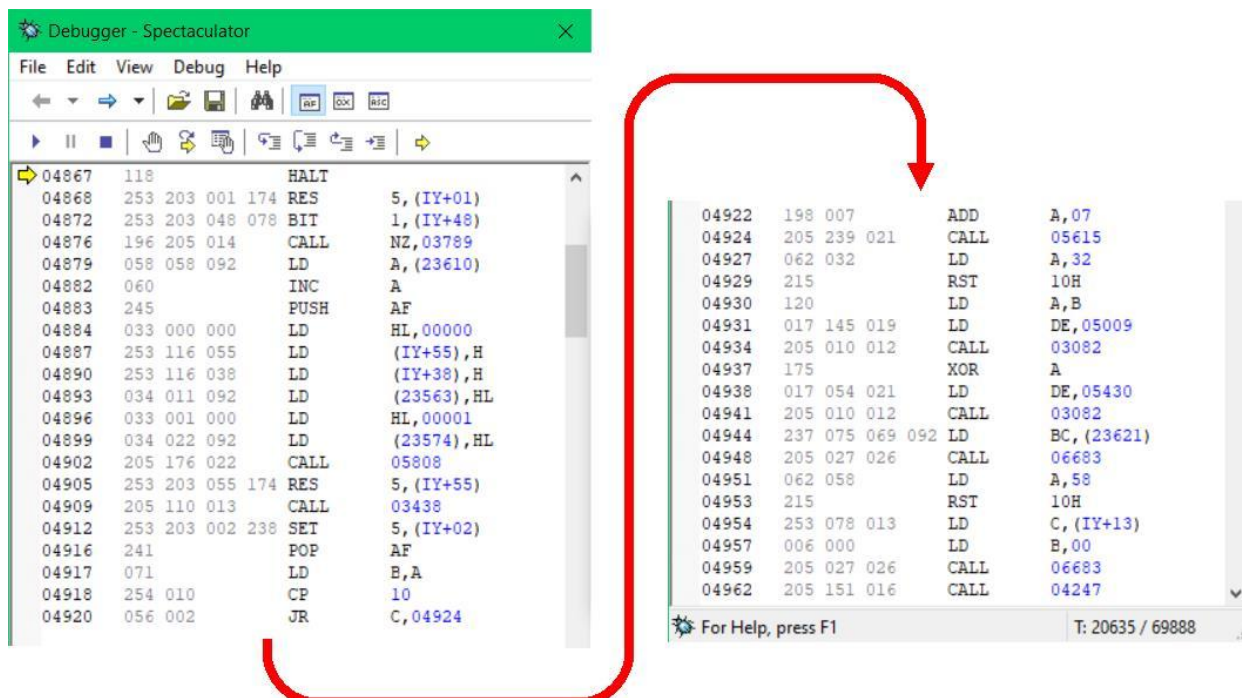 Debugger - Spectaculator
File Edit View Debug Help
AF 0X ASC
04867 118 HALT
04868 253 203 001 174 RES 5,(IY+01)
04872 253 203 048 078 BIT 1,(IY+48)
04876 196 205 014 CALL NZ,03789
04879 058 058 092 LD A,(23610)
04882 060 INC A
04883 245 PUSH AF
04884 033 000 000 LD HL,00000
04887 253 116 055 LD (IY+55),H
04890 253 116 038 LD (IY+38),H
04893 034 011 092 LD (23563),HL
04896 033 001 000 LD HL,00001
04899 034 022 092 LD (23574),HL
04902 205 176 022 CALL 05808
04905 253 203 055 174 RES 5,(IY+55)
04909 205 110 013 CALL 03438
04912 253 203 002 238 SET 5,(IY+02)
04916 241 POP AF
04917 071 LD B,A
04918 254 010 CP 10
04920 056 002 JR C,04924
04922 198 007 ADD A,07
04924 205 239 021 CALL 05615
04927 062 032 LD A,32
04929 215 RST 10H
04930 120 LD A,B
04931 017 145 019 LD DE,05009
04934 205 010 012 CALL 03082
04937 175 XOR A
04938 017 054 021 LD DE,05430
04941 205 010 012 CALL 03082
04944 237 075 069 092 LD BC,(23621)
04948 205 027 026 CALL 06683
04951 062 058 LD A,58
04953 215 RST 10H
04954 253 078 013 LD C,(IY+13)
04957 006 000 LD B,00
04959 205 027 026 CALL 06683
04962 205 151 016 CALL 04247
For Help, press F1 T: 20635 / 69888